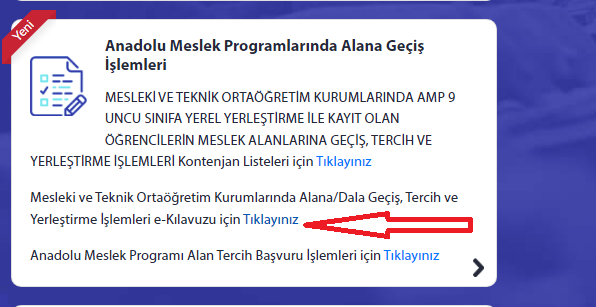 Yeni
Anadolu Meslek Programlarında Alana Geçiş
İşlemleri
MESLEKİ VE TEKNİK ORTAÖĞRETİM KURUMLARINDA AMP 9
UNCU SINIFA YEREL YERLEŞTİRME İLE KAYIT OLAN
ÖĞRENCİLERİN MESLEK ALANLARINA GEÇİŞ, TERCİH VE
YERLEŞTİRME İŞLEMLERİ Kontenjan Listeleri için Tıklayınız
Mesleki ve Teknik Ortaöğretim Kurumlarında Alana/Dala Geçiş, Tercih ve
Yerleştirme İşlemleri e-Kılavuzu için Tıklayınız
Anadolu Meslek Programı Alan Tercih Başvuru İşlemleri için Tıklayınız